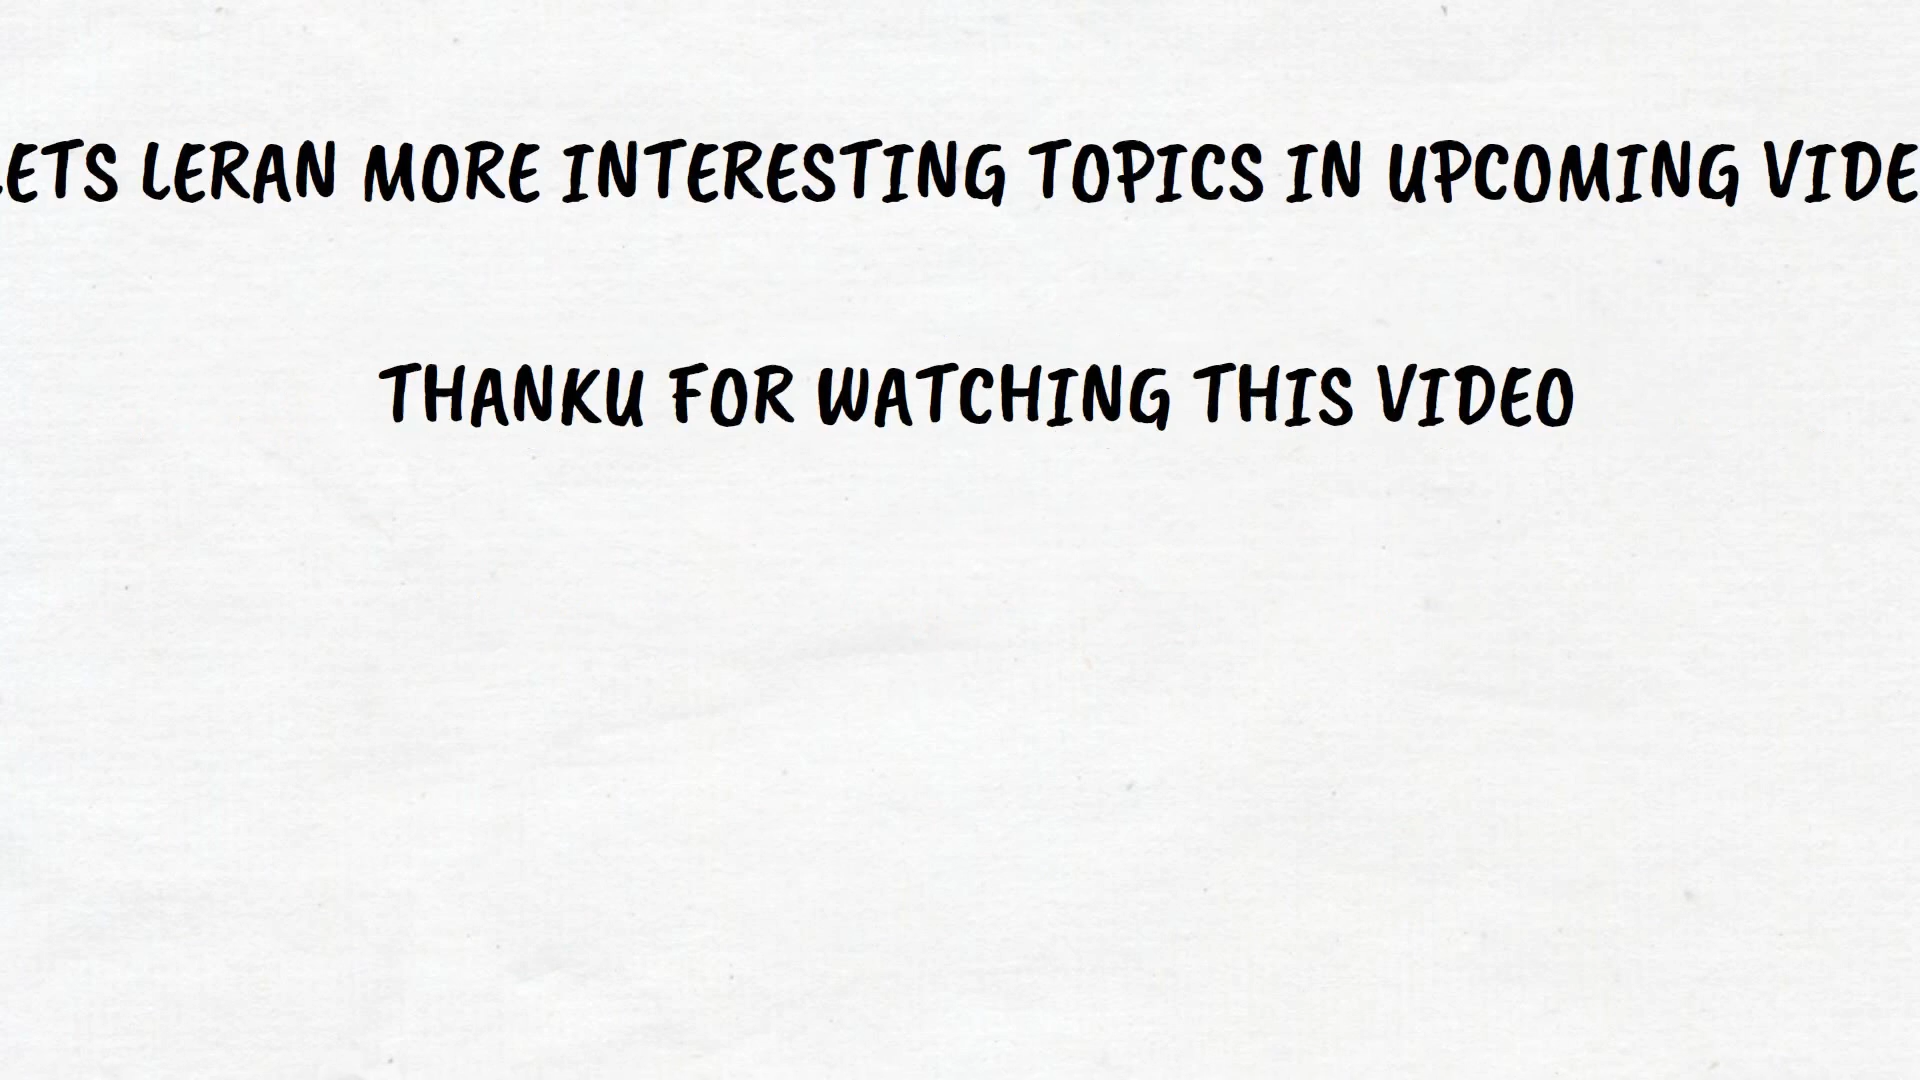 LETS LERAN MORE INTERESTING TOPICS IN UPCOMING VIDE
THANKU FOR WATCHING THIS VIDEO